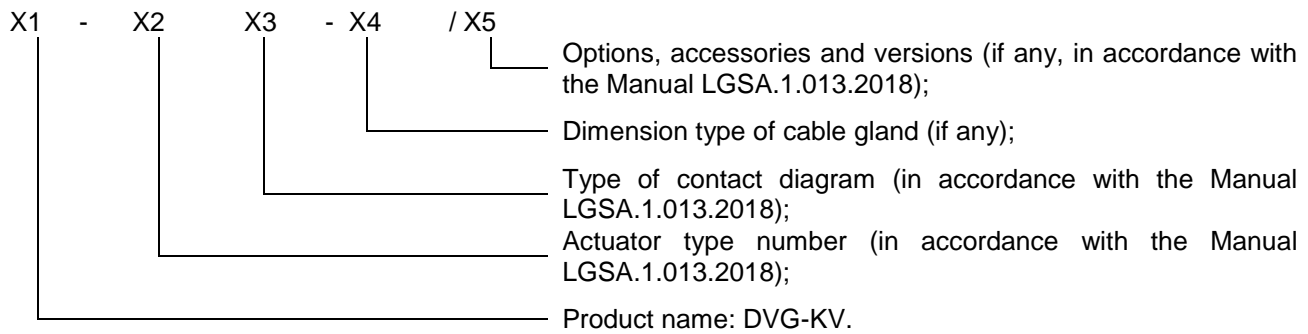 X1 - X2 X3 - X4 / X5
Options, accessories and versions (if any, in accordance with
the Manual LGSA.1.013.2018);
Dimension type of cable gland (if any);
Type of contact diagram (in accordance with the Manual
LGSA.1.013.2018);
Actuator type number (in accordance with the Manual
LGSA.1.013.2018);
Product name: DVG-KV.